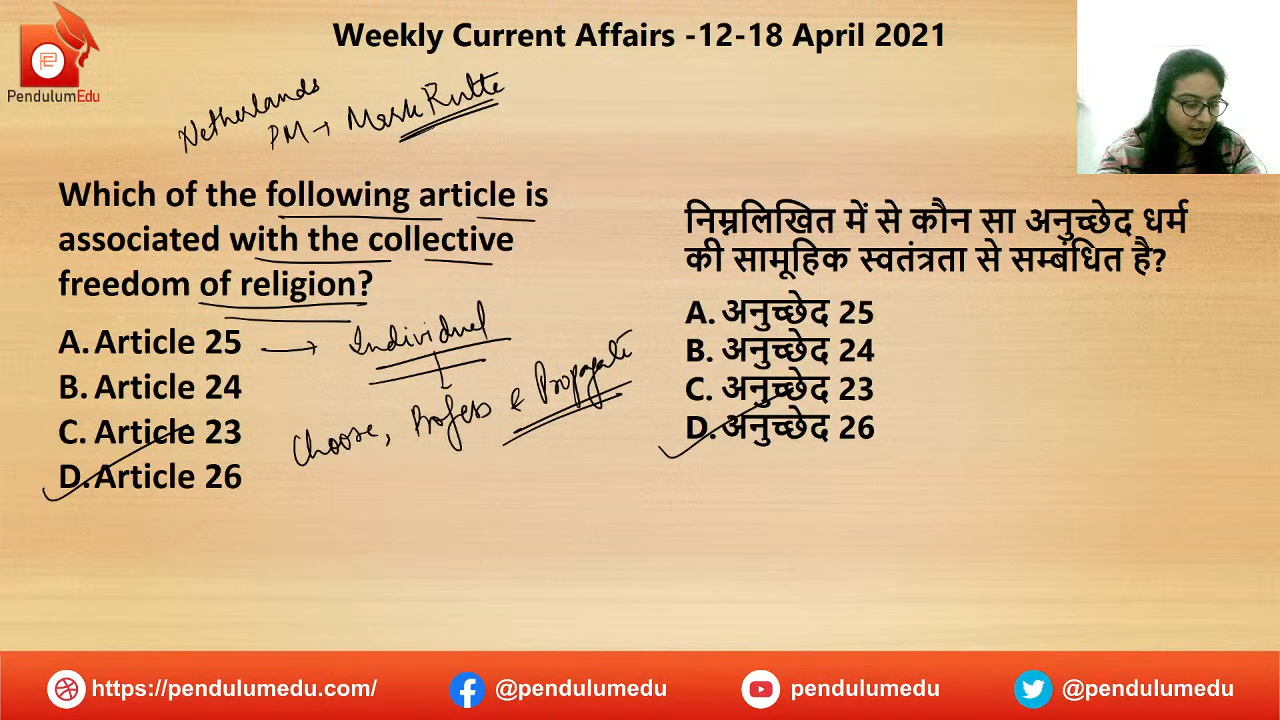 Weekly Current Affairs -12-18 April 2021
PendulumEdu
Netherlands
PM → Mark Rutte
Which of the following article is
associated with the collective
freedom of religion?
A. Article 25 → Individual
Choose, Profess & Propagate
B. Article 24
C. Article 23
D. Article 26
निम्नलिखित में से कौन सा अनुच्छेद धर्म
की सामूहिक स्वतंत्रता से सम्बंधित है?
A. अनुच्छेद 25
B. अनुच्छेद 24
C. अनुच्छेद 23
D. अनुच्छेद 26
https://pendulumedu.com/
@pendulumedu
pendulumedu
@pendulumedu